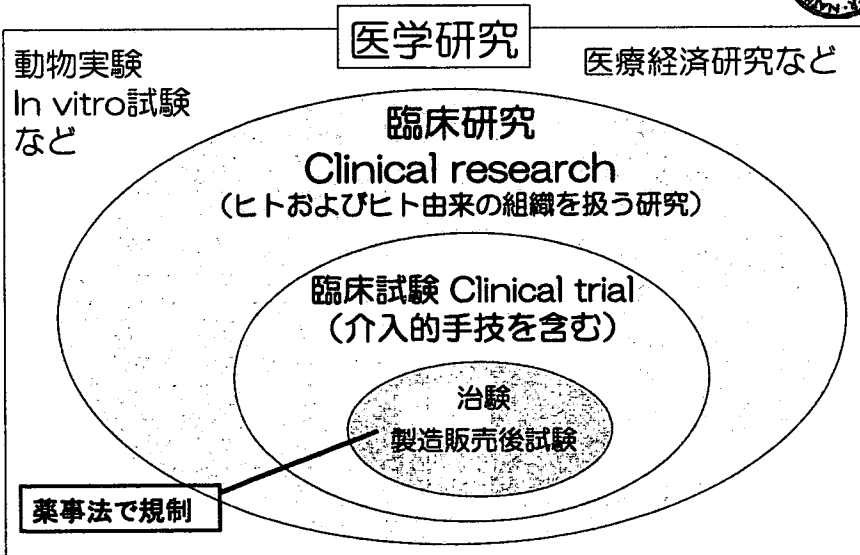 医学研究
動物実験
In vitro試験
など
医療経済研究など
臨床研究
Clinical research
（ヒトおよびヒト由来の組織を扱う研究）
臨床試験 Clinical trial
（介入的手技を含む）
治験
製造販売後試験
薬事法で規制